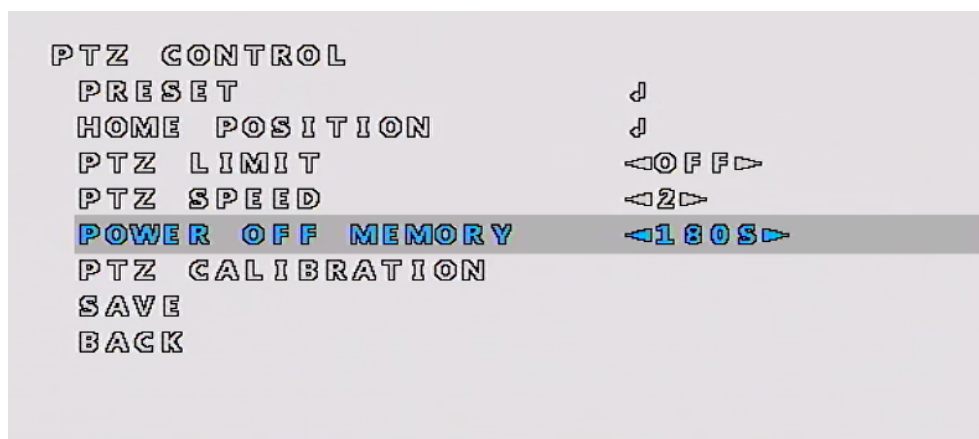 PTZ CONTROL
PRESET ↲
HOME POSITION ↲
PTZ LIMIT ◅OFF▻
PTZ SPEED ◅2▻
POWER OFF MEMORY ◅180S▻
PTZ CALIBRATION
SAVE
BACK